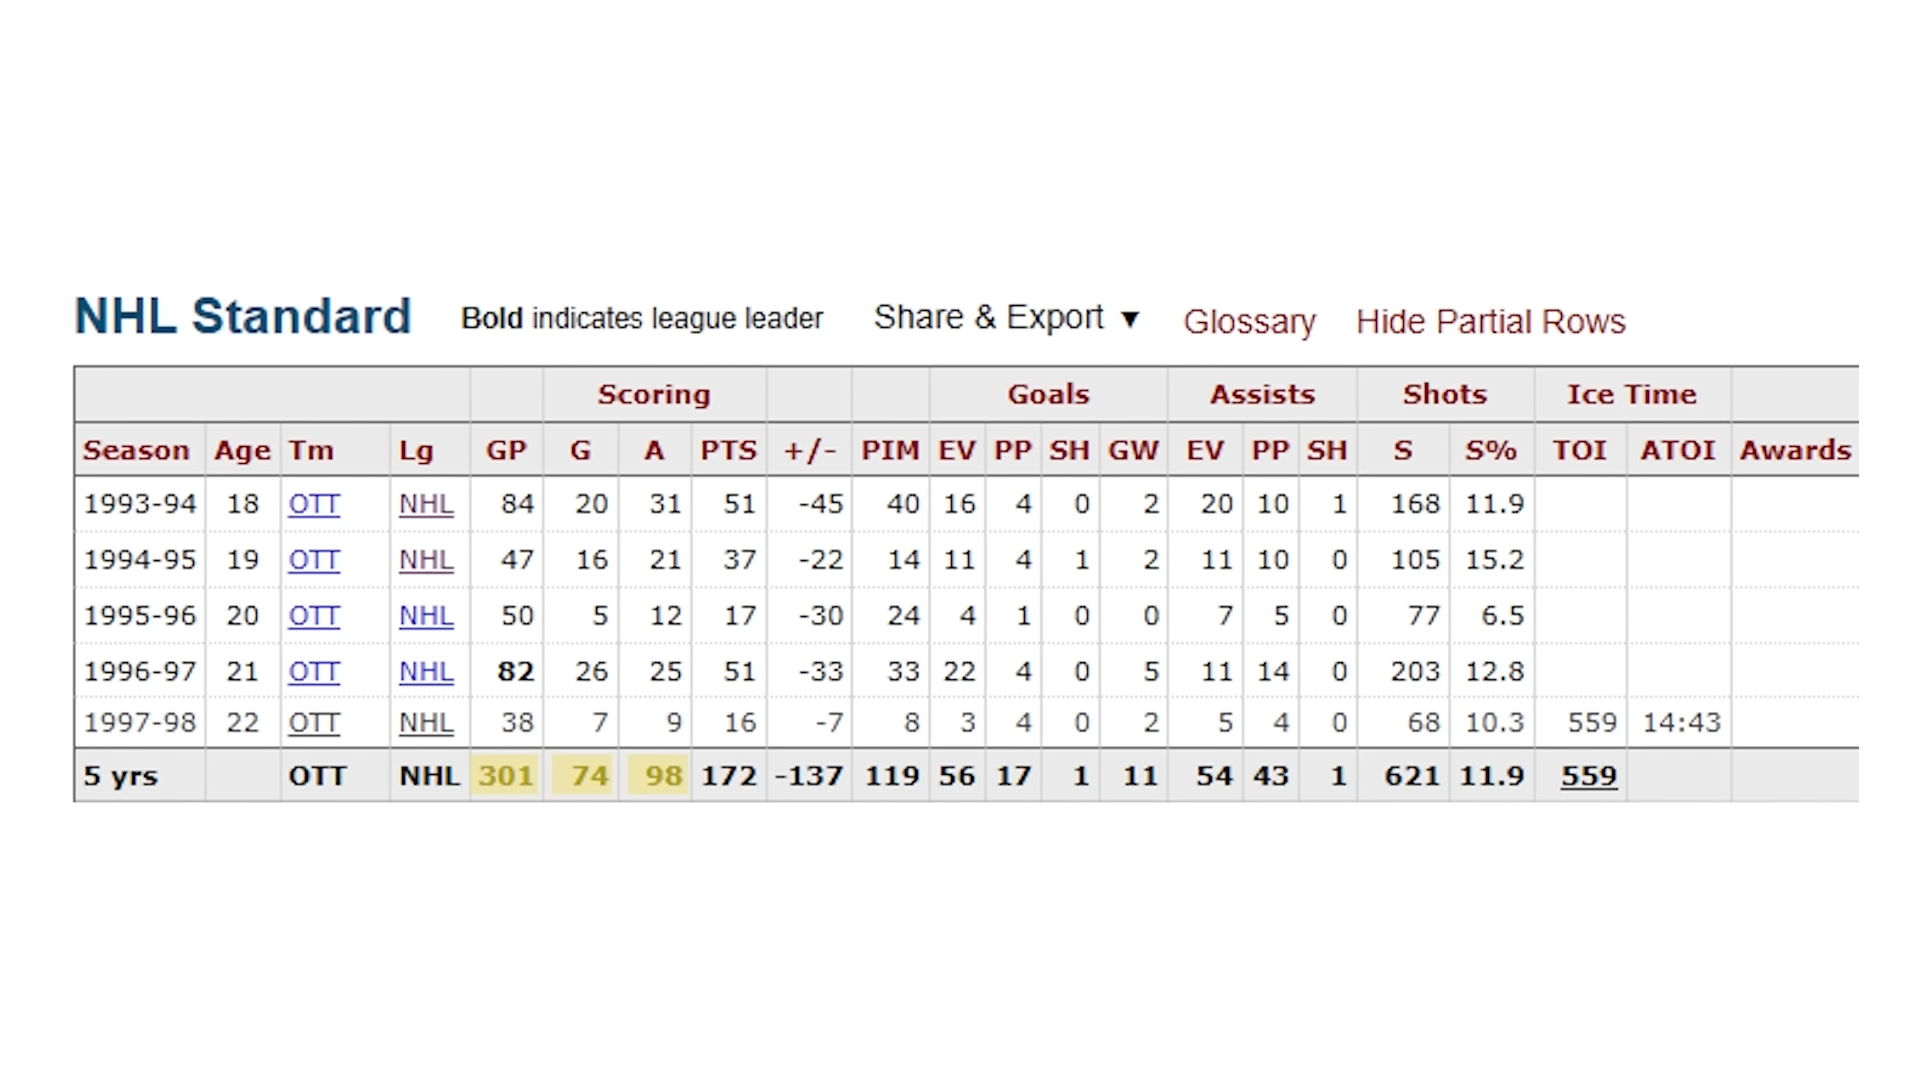 NHL Standard Bold indicates league leader Share & Export ▼ Glossary Hide Partial Rows
Scoring Goals Assists Shots Ice Time
Season Age Tm Lg GP G A PTS +/- PIM EV PP SH GW EV PP SH S S% TOI ATOI Awards
1993-94 18 OTT NHL 84 20 31 51 -45 40 16 4 0 2 20 10 1 168 11.9
1994-95 19 OTT NHL 47 16 21 37 -22 14 11 4 1 2 11 10 0 105 15.2
1995-96 20 OTT NHL 50 5 12 17 -30 24 4 1 0 0 7 5 0 77 6.5
1996-97 21 OTT NHL 82 26 25 51 -33 33 22 4 0 5 11 14 0 203 12.8
1997-98 22 OTT NHL 38 7 9 16 -7 8 3 4 0 2 5 4 0 68 10.3 559 14:43
5 yrs OTT NHL 301 74 98 172 -137 119 56 17 1 11 54 43 1 621 11.9 559